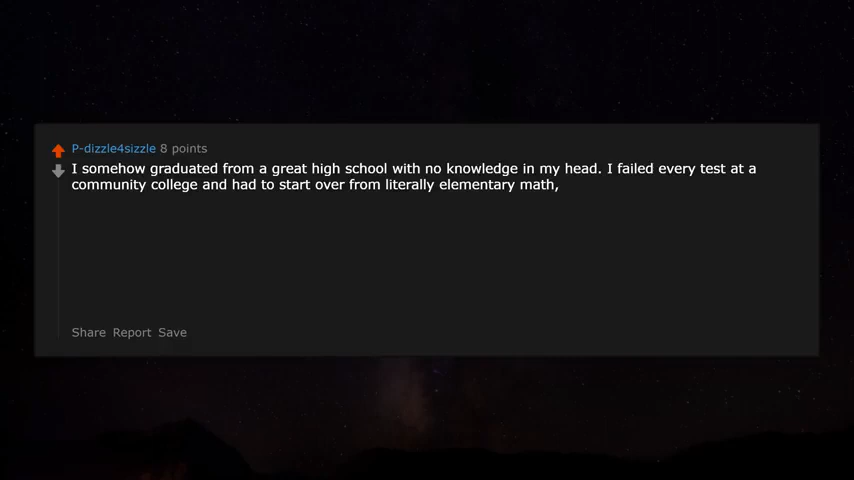 P-dizzle4sizzle 8 points
I somehow graduated from a great high school with no knowledge in my head. I failed every test at a
community college and had to start over from literally elementary math,
Share Report Save